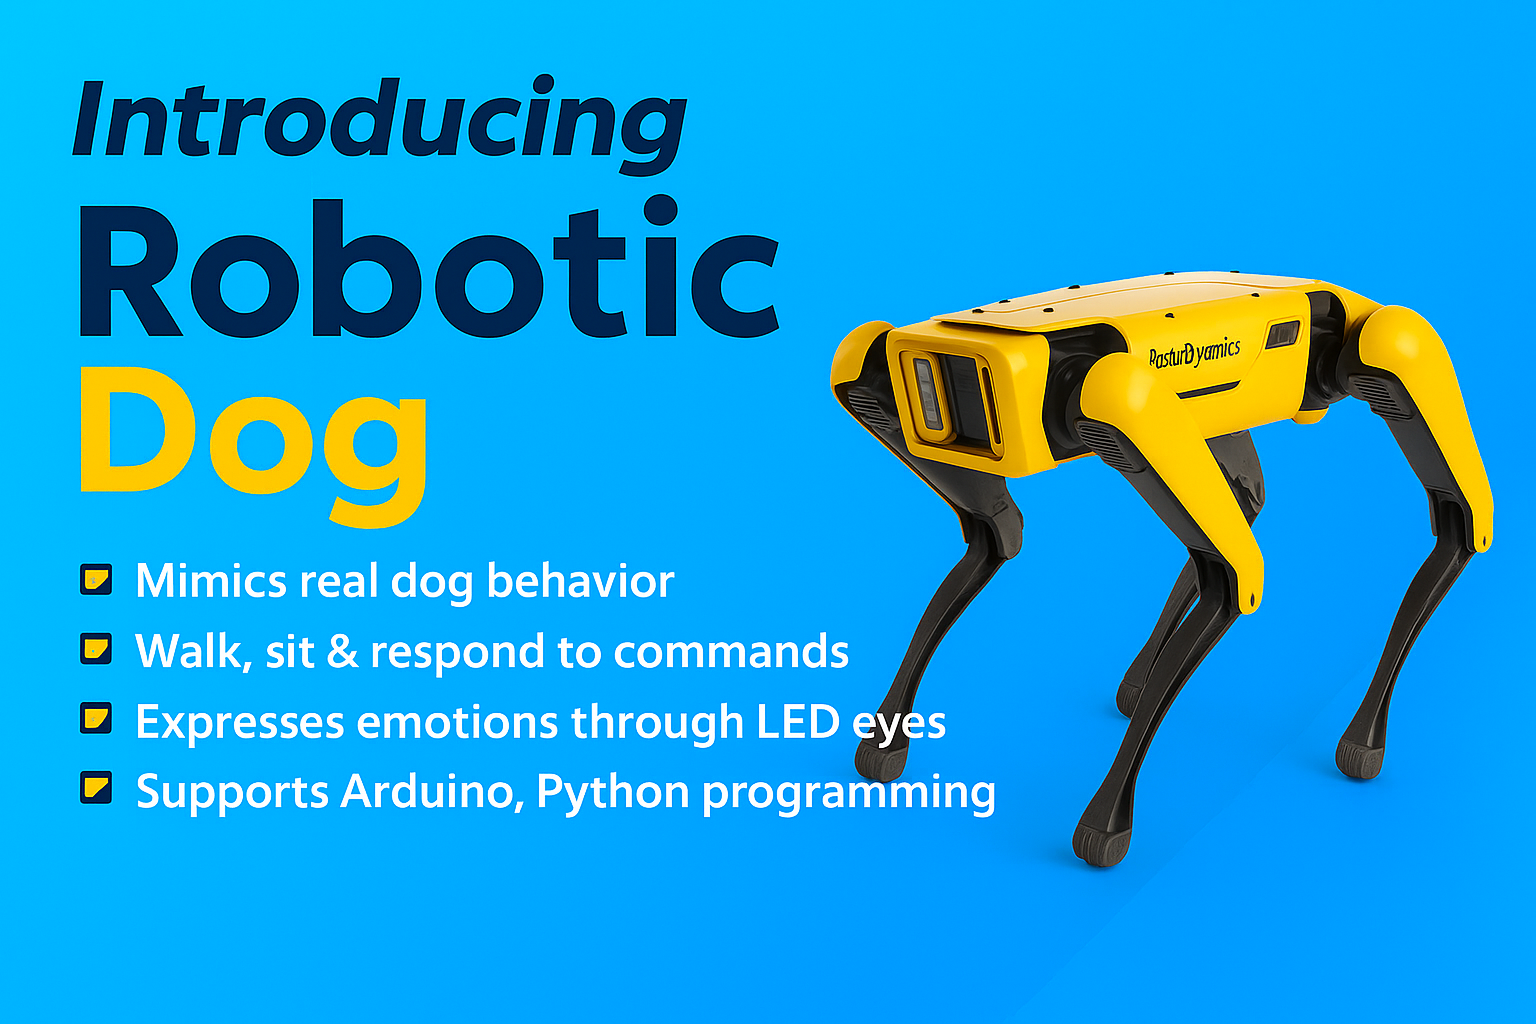 Introducing
Robotic
Dog
Mimics real dog behavior
Walk, sit & respond to commands
Expresses emotions through LED eyes
Supports Arduino, Python programming